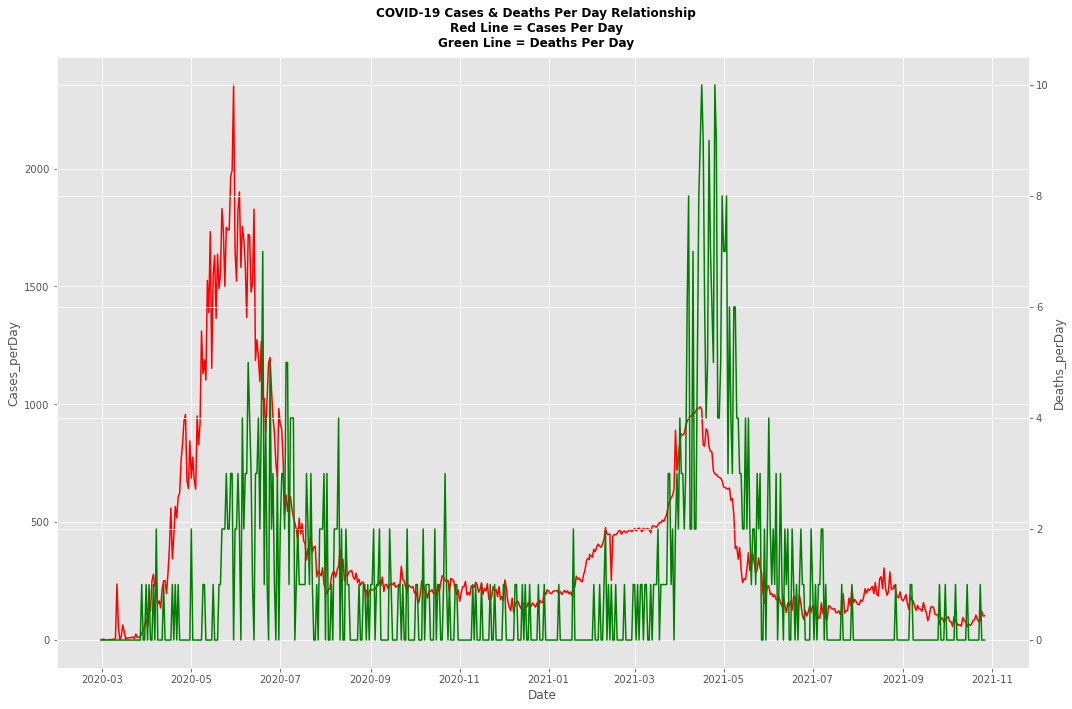 COVID-19 Cases & Deaths Per Day Relationship
Red Line = Cases Per Day
Green Line = Deaths Per Day
Cases_perDay
2000
1500
1000
500
0
10
8
6
4
2
0
Deaths_perDay
2020-03 2020-05 2020-07 2020-09 2020-11 2021-01 2021-03 2021-05 2021-07 2021-09 2021-11
Date